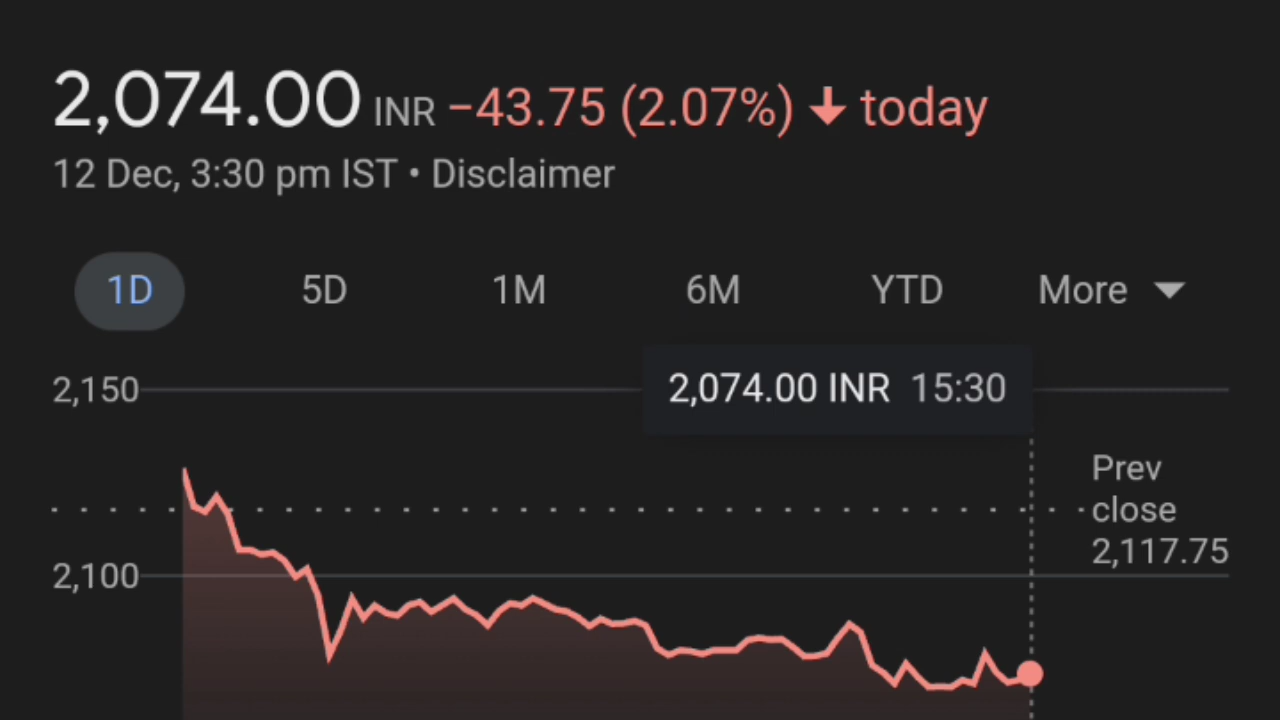 2,074.00 INR −43.75 (2.07%) ↓ today
12 Dec, 3:30 pm IST • Disclaimer
1D 5D 1M 6M YTD More
2,150
2,074.00 INR 15:30
Prev
close
2,117.75
2,100